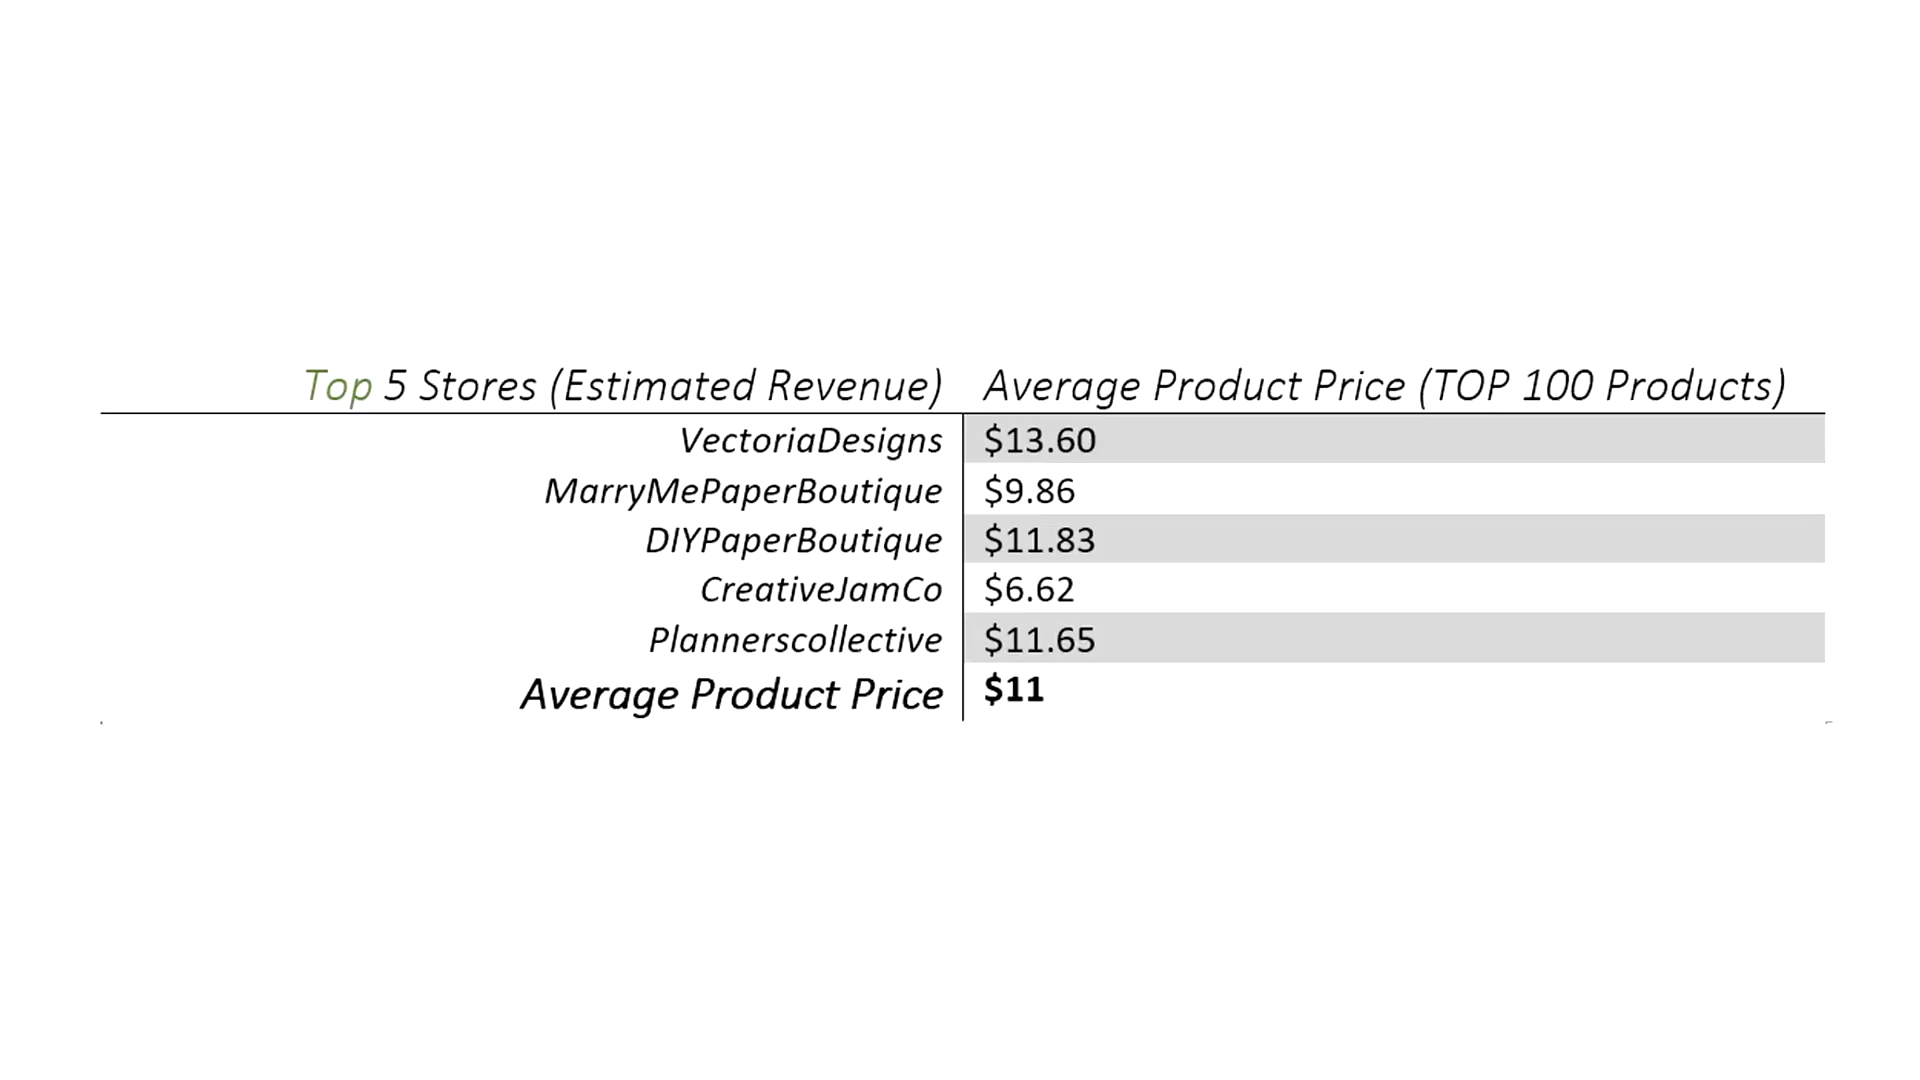 Top 5 Stores (Estimated Revenue) Average Product Price (TOP 100 Products)
VectoriaDesigns $13.60
MarryMePaperBoutique $9.86
DIYPaperBoutique $11.83
CreativeJamCo $6.62
Plannerscollective $11.65
Average Product Price $11